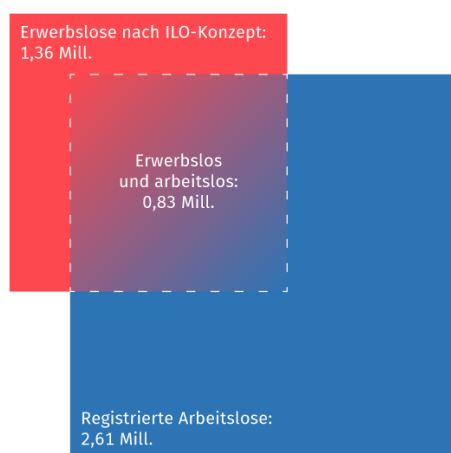 Erwerbslose nach ILO-Konzept:
1,36 Mill.
Erwerbslos
und arbeitslos:
0,83 Mill.
Registrierte Arbeitslose:
2,61 Mill.